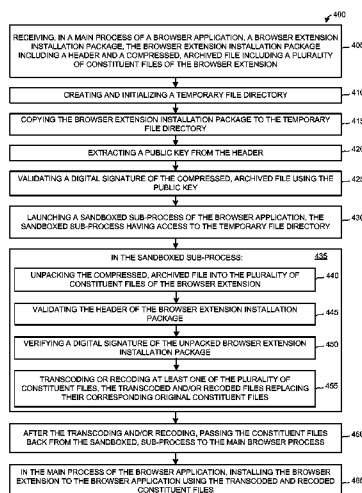 400
RECEIVING, IN A MAIN PROCESS OF A BROWSER APPLICATION, A BROWSER EXTENSION
INSTALLATION PACKAGE, THE BROWSER EXTENSION INSTALLATION PACKAGE
INCLUDING A HEADER AND A COMPRESSED, ARCHIVED FILE INCLUDING A PLURALITY
OF CONSTITUENT FILES OF THE BROWSER EXTENSION
405
CREATING AND INITIALIZING A TEMPORARY FILE DIRECTORY
410
COPYING THE BROWSER EXTENSION INSTALLATION PACKAGE TO THE TEMPORARY
FILE DIRECTORY
415
EXTRACTING A PUBLIC KEY FROM THE HEADER
420
VALIDATING A DIGITAL SIGNATURE OF THE COMPRESSED, ARCHIVED FILE USING THE
PUBLIC KEY
425
LAUNCHING A SANDBOXED SUB-PROCESS OF THE BROWSER APPLICATION, THE
SANDBOXED SUB-PROCESS HAVING ACCESS TO THE TEMPORARY FILE DIRECTORY
430
IN THE SANDBOXED SUB-PROCESS:
435
UNPACKING THE COMPRESSED, ARCHIVED FILE INTO THE PLURALITY OF
CONSTITUENT FILES OF THE BROWSER EXTENSION
440
VALIDATING THE HEADER OF THE BROWSER EXTENSION INSTALLATION
PACKAGE
445
VERIFYING A DIGITAL SIGNATURE OF THE UNPACKED BROWSER EXTENSION
INSTALLATION PACKAGE
450
TRANSCODING OR RECODING AT LEAST ONE OF THE PLURALITY OF
CONSTITUENT FILES, THE TRANSCODED AND/OR RECODED FILES REPLACING
THEIR CORRESPONDING ORIGINAL CONSTITUENT FILES
455
AFTER THE TRANSCODING AND/OR RECODING, PASSING THE CONSTITUENT FILES
BACK FROM THE SANDBOXED, SUB-PROCESS TO THE MAIN BROWSER PROCESS
460
IN THE MAIN PROCESS OF THE BROWSER APPLICATION, INSTALLING THE BROWSER
EXTENSION TO THE BROWSER APPLICATION USING THE TRANSCODED AND RECODED
CONSTITUENT FILES
465